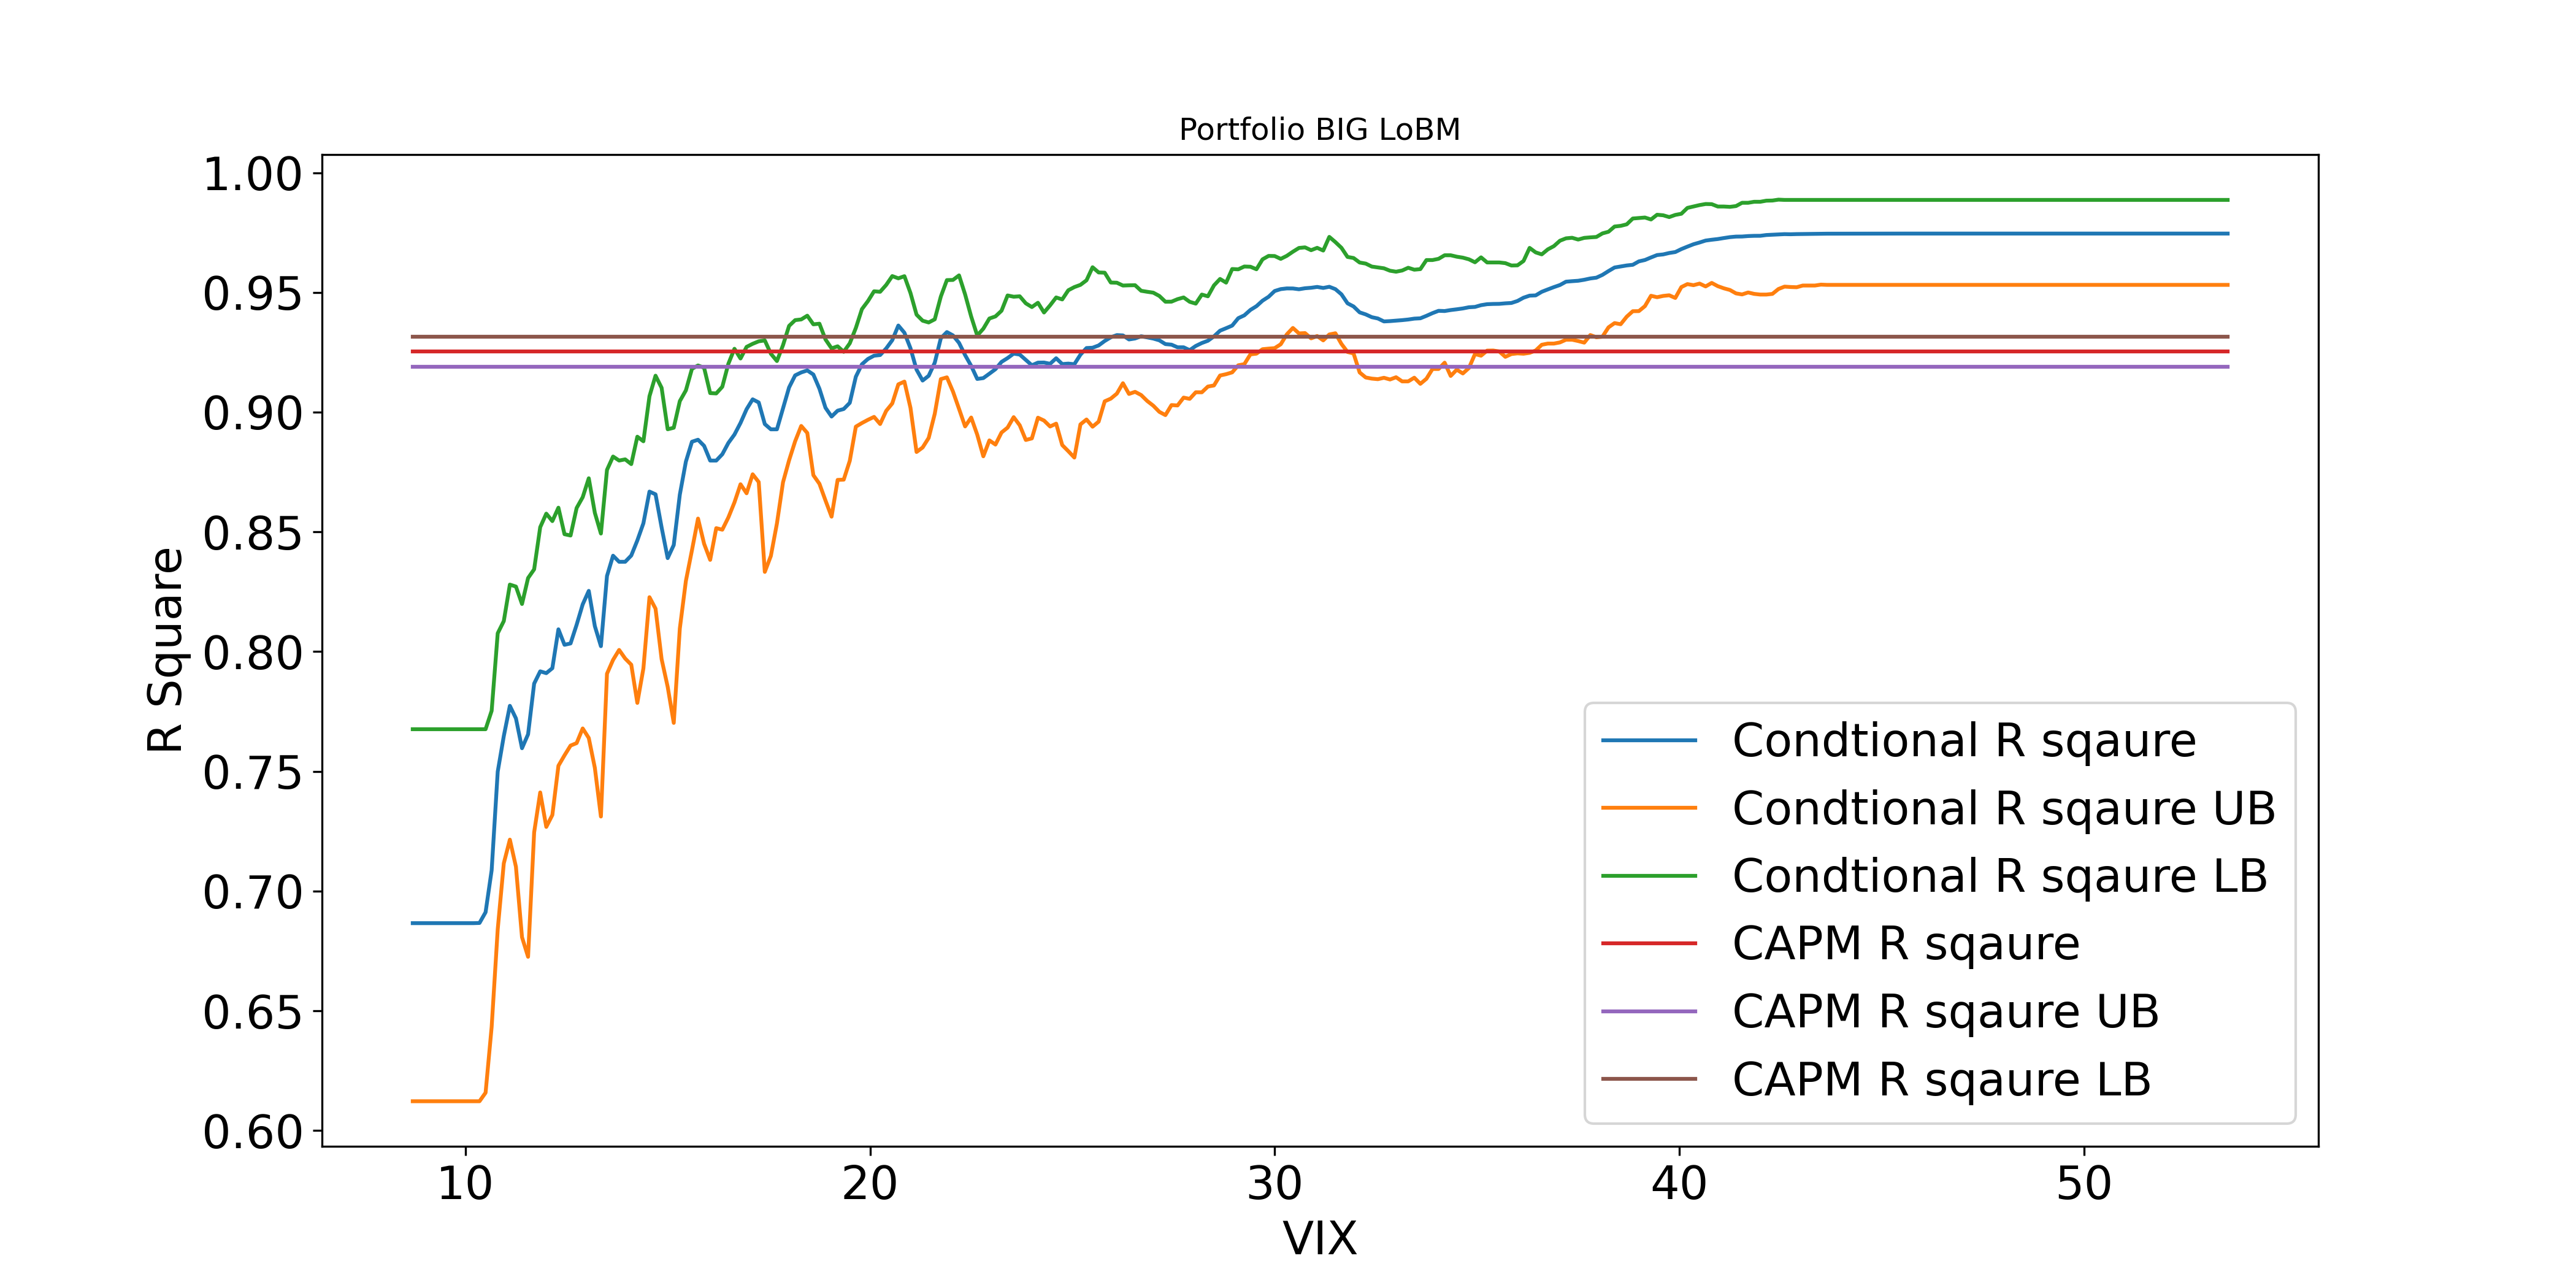 Portfolio BIG LoBM
1.00
0.95
0.90
0.85
0.80
0.75
0.70
0.65
0.60
R Square
10 20 30 40 50
VIX
Condtional R sqaure
Condtional R sqaure UB
Condtional R sqaure LB
CAPM R sqaure
CAPM R sqaure UB
CAPM R sqaure LB